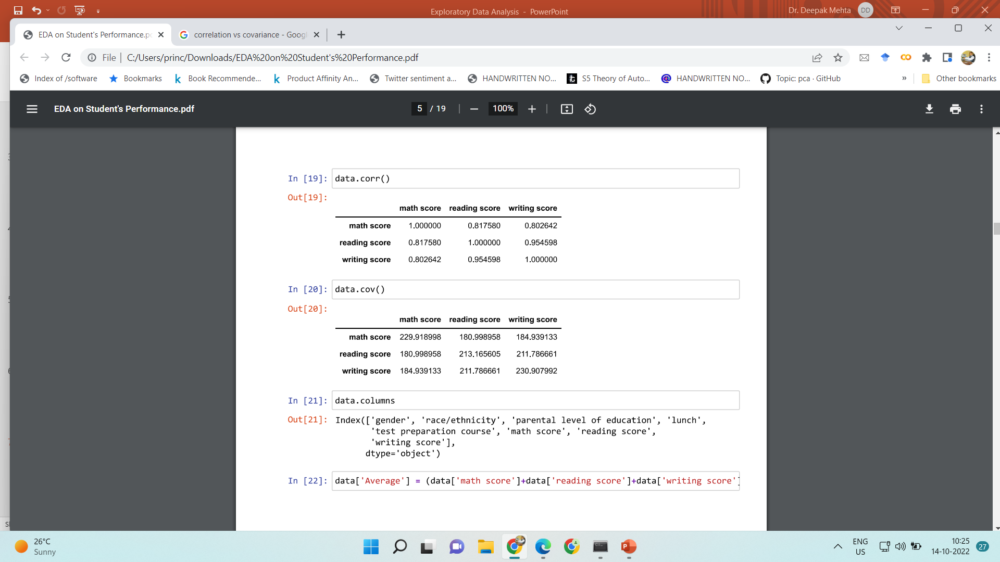 Exploratory Data Analysis - PowerPoint
Dr. Deepak Mehta DD
EDA on Student's Performance.p
correlation vs covariance - Googl
File C:/Users/princ/Downloads/EDA%20on%20Student's%20Performance.pdf
Index of /software Bookmarks Book Recommende... Product Affinity An... Twitter sentiment a... HANDWRITTEN NO... S5 Theory of Auto... HANDWRITTEN NO... Topic: pca · GitHub » Other bookmarks
EDA on Student's Performance.pdf 5 / 19 100%
In [19]: data.corr()
Out[19]:
math score reading score writing score
math score 1.000000 0.817580 0.802642
reading score 0.817580 1.000000 0.954598
writing score 0.802642 0.954598 1.000000
In [20]: data.cov()
Out[20]:
math score reading score writing score
math score 229.918998 180.998958 184.939133
reading score 180.998958 213.165605 211.786661
writing score 184.939133 211.786661 230.907992
In [21]: data.columns
Out[21]: Index(['gender', 'race/ethnicity', 'parental level of education', 'lunch',
'test preparation course', 'math score', 'reading score',
'writing score'],
dtype='object')
In [22]: data['Average'] = (data['math score']+data['reading score']+data['writing score']
26°C
Sunny
ENG
US
10:25
14-10-2022
27